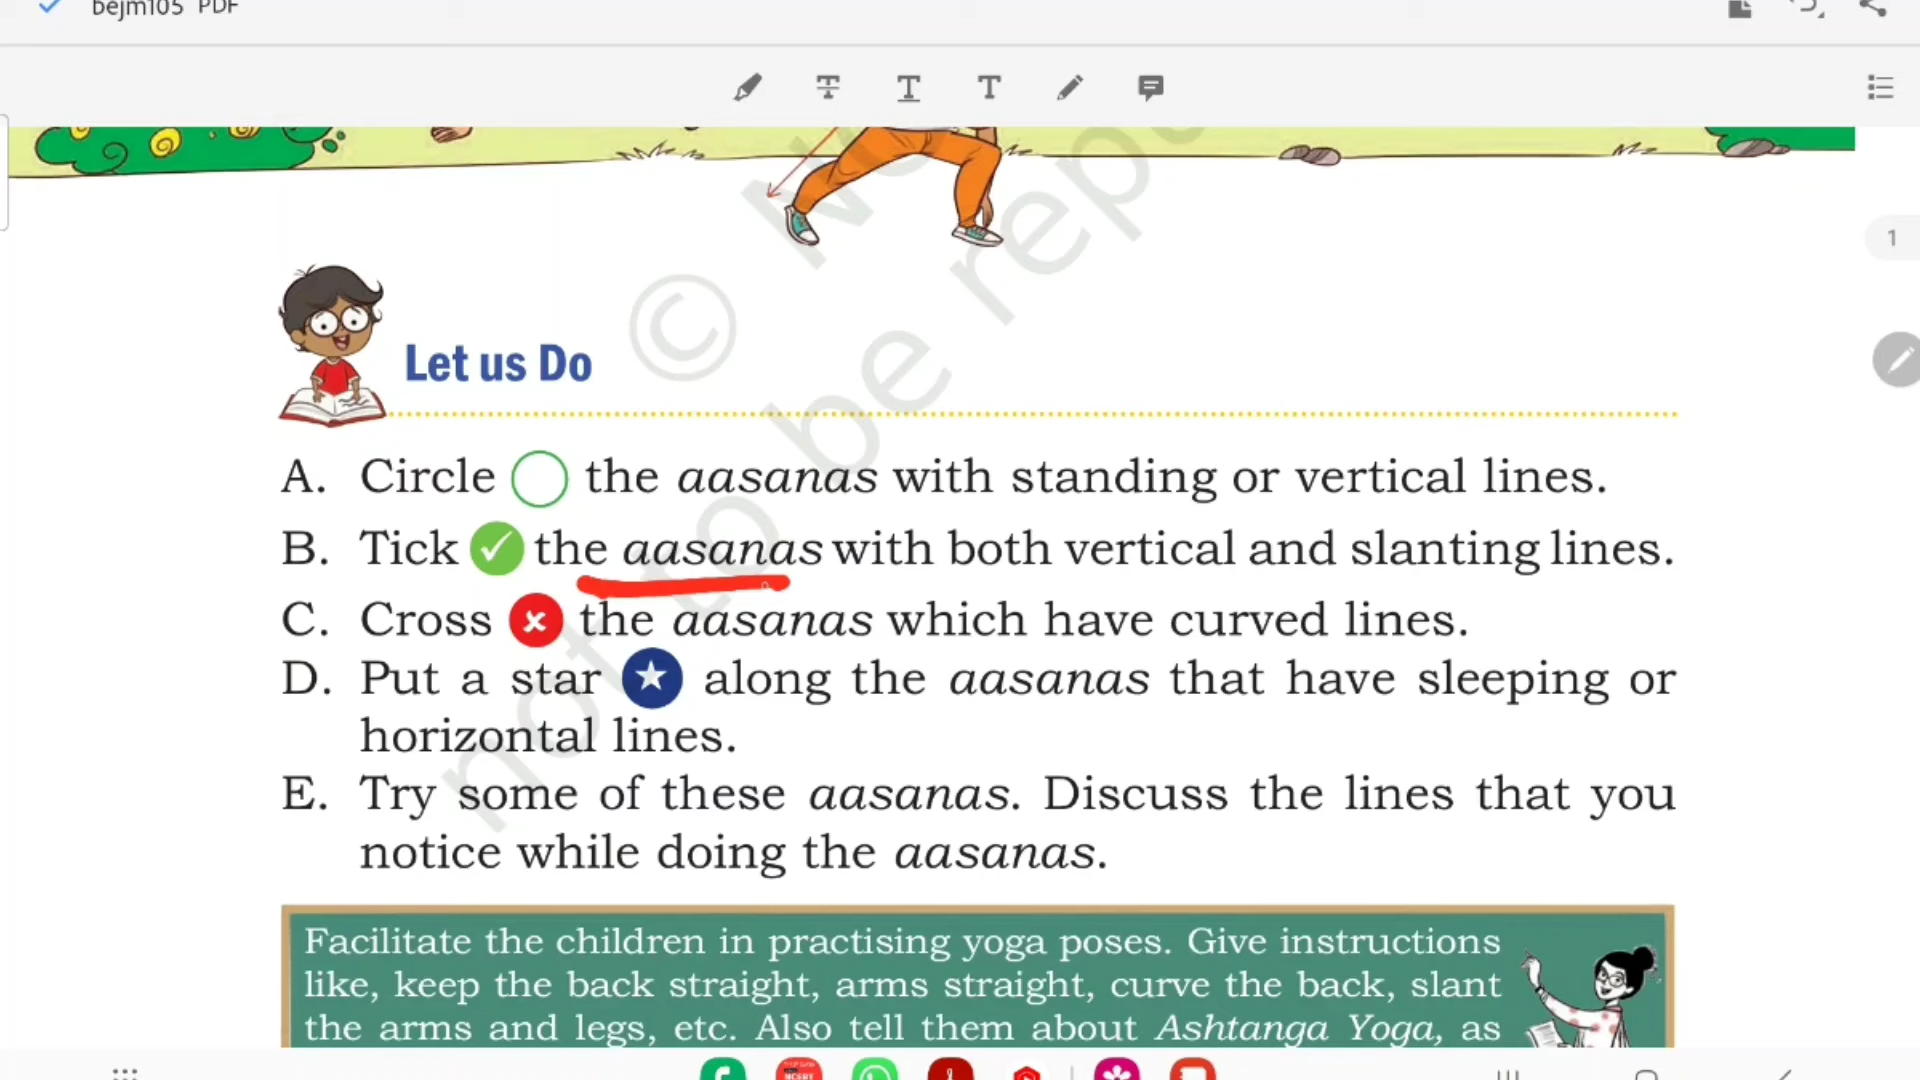 bejm105 PDF
1
Let us Do
A. Circle the aasanas with standing or vertical lines.
B. Tick the aasanas with both vertical and slanting lines.
C. Cross the aasanas which have curved lines.
D. Put a star along the aasanas that have sleeping or
horizontal lines.
E. Try some of these aasanas. Discuss the lines that you
notice while doing the aasanas.
Facilitate the children in practising yoga poses. Give instructions
like, keep the back straight, arms straight, curve the back, slant
the arms and legs, etc. Also tell them about Ashtanga Yoga, as
©
not to be